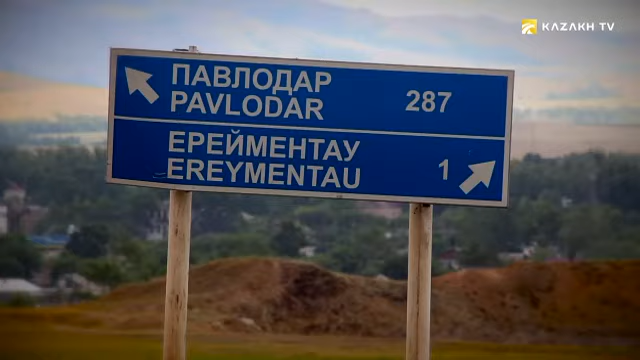 KAZAKH TV
ПАВЛОДАР
PAVLODAR
287
ЕРЕЙМЕНТАУ
EREYMENTAU
1